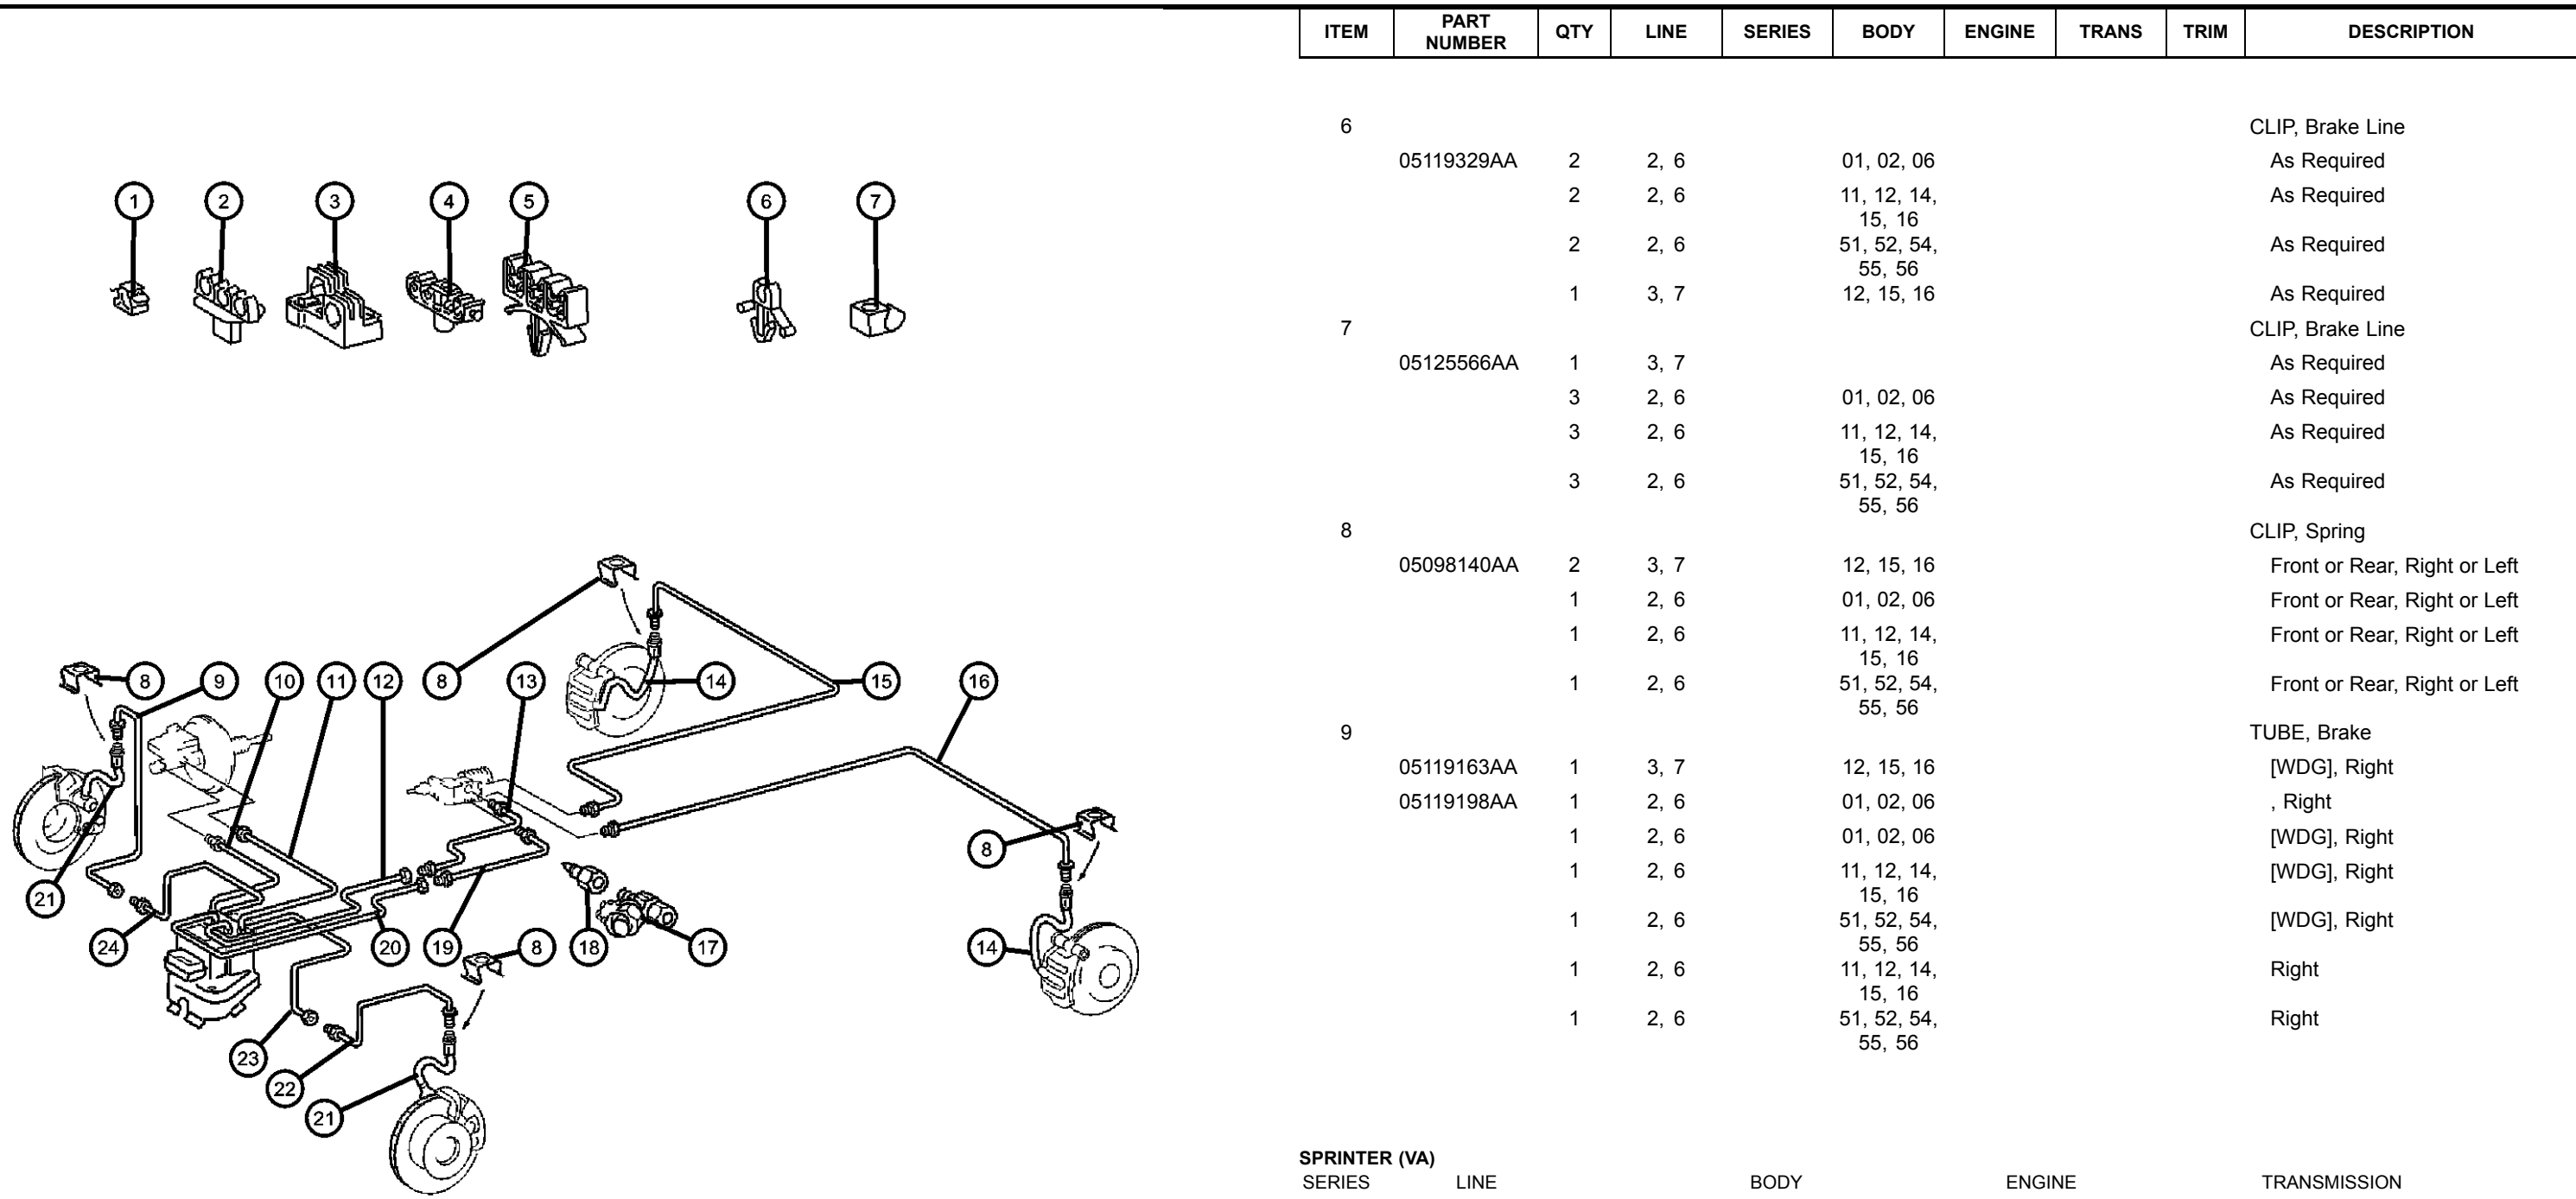 ITEM PART NUMBER QTY LINE SERIES BODY ENGINE TRANS TRIM DESCRIPTION
6 CLIP, Brake Line
05119329AA 2 2, 6 01, 02, 06 As Required
2 2, 6 11, 12, 14, As Required
15, 16
2 2, 6 51, 52, 54, As Required
55, 56
1 3, 7 12, 15, 16 As Required
7 CLIP, Brake Line
05125566AA 1 3, 7 As Required
3 2, 6 01, 02, 06 As Required
3 2, 6 11, 12, 14, As Required
15, 16
3 2, 6 51, 52, 54, As Required
55, 56
8 CLIP, Spring
05098140AA 2 3, 7 12, 15, 16 Front or Rear, Right or Left
1 2, 6 01, 02, 06 Front or Rear, Right or Left
1 2, 6 11, 12, 14, Front or Rear, Right or Left
15, 16
1 2, 6 51, 52, 54, Front or Rear, Right or Left
55, 56
9 TUBE, Brake
05119163AA 1 3, 7 12, 15, 16 [WDG], Right
05119198AA 1 2, 6 01, 02, 06 , Right
1 2, 6 01, 02, 06 [WDG], Right
1 2, 6 11, 12, 14, [WDG], Right
15, 16
1 2, 6 51, 52, 54, [WDG], Right
55, 56
1 2, 6 11, 12, 14, Right
15, 16
1 2, 6 51, 52, 54, Right
55, 56
1 2 3 4 5 6 7
8 9 10 11 12 8 13 14 15 16
8
21
24 20 19 8 18 17 14
23
22
21
SPRINTER (VA)
SERIES LINE BODY ENGINE TRANSMISSION